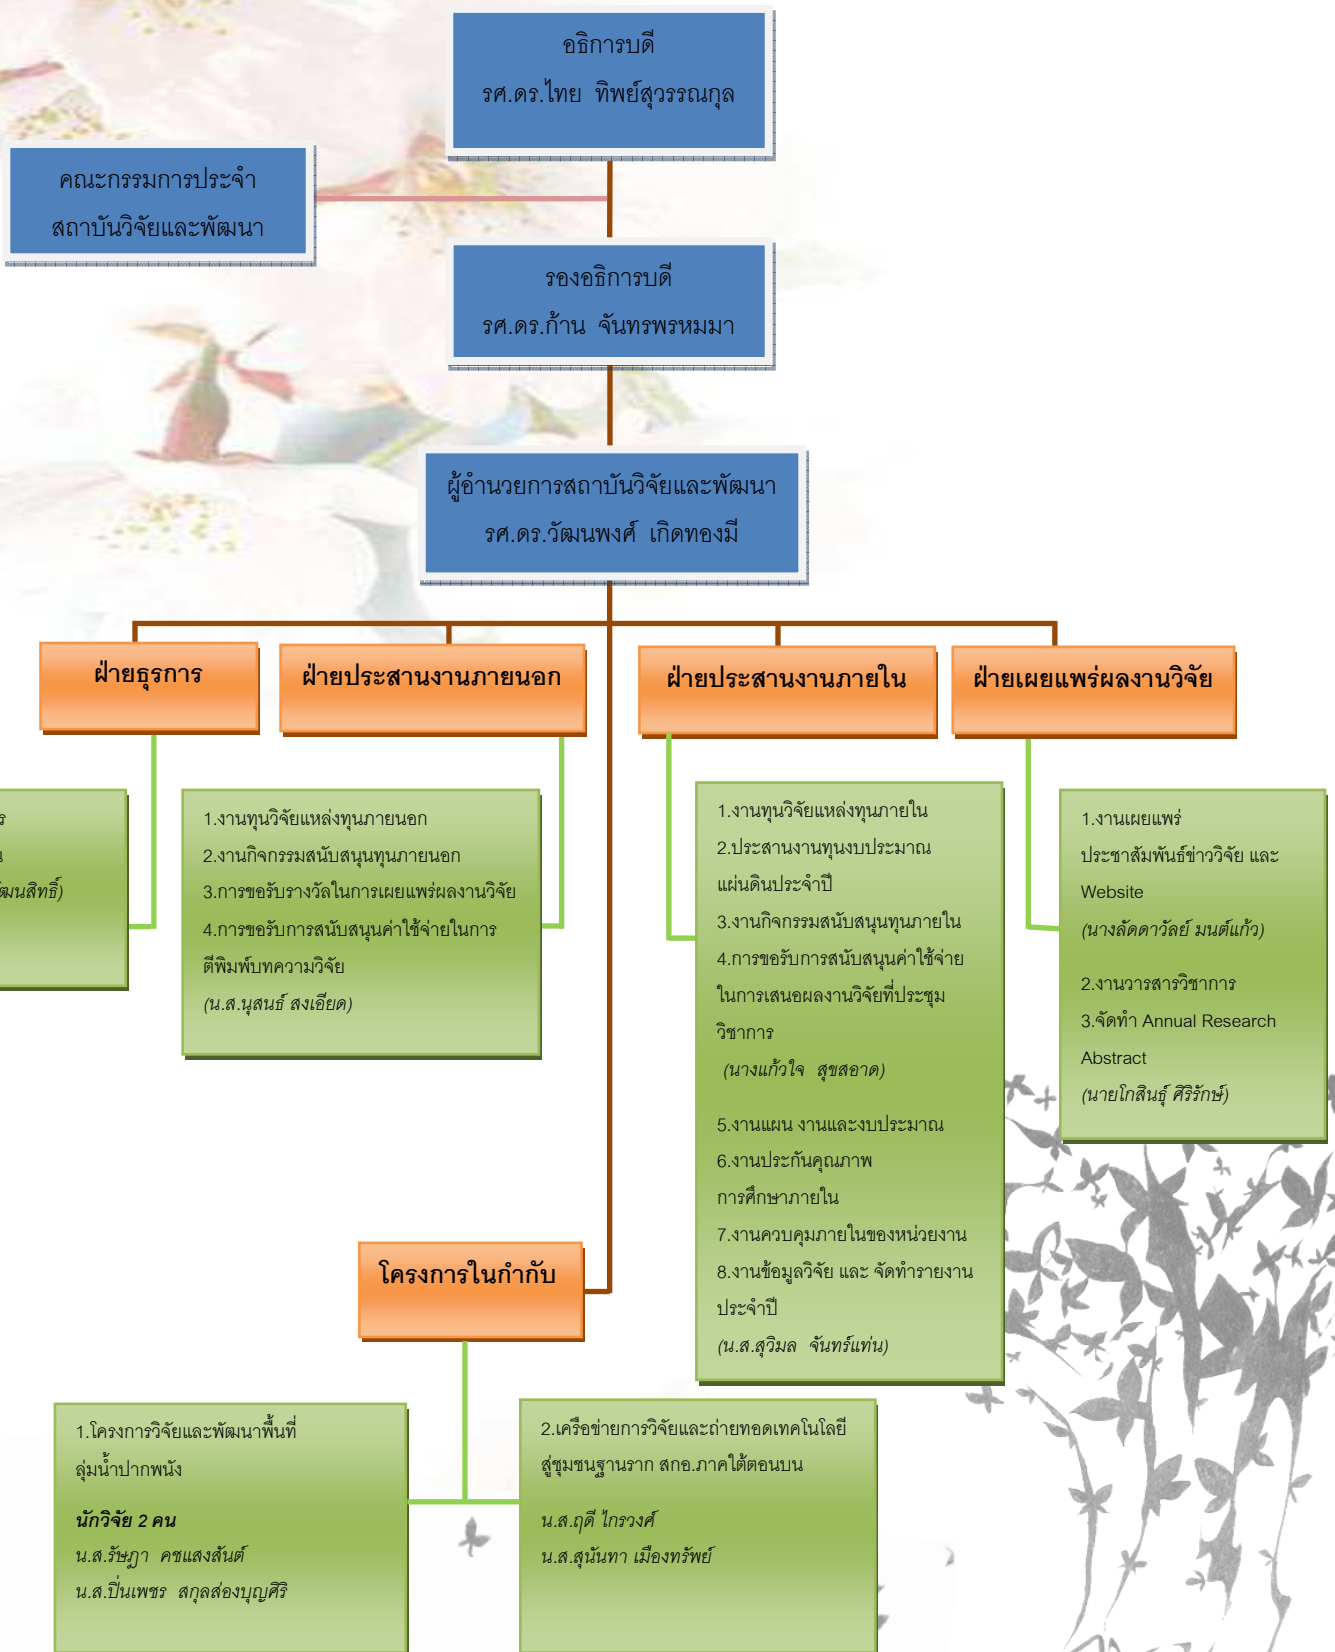 อธิการบดี
รศ.ดร.ไทย ทิพย์สุวรรณกุล
คณะกรรมการประจำ
สถาบันวิจัยและพัฒนา
รองอธิการบดี
รศ.ดร.ก้าน จันทรพรหมมา
ผู้อำนวยการสถาบันวิจัยและพัฒนา
รศ.ดร.วัฒนพงศ์ เกิดทองมี
ฝ่ายธุรการ
ฝ่ายประสานงานภายนอก
ฝ่ายประสานงานภายใน
ฝ่ายเผยแพร่ผลงานวิจัย
1.งานทุนวิจัยแหล่งทุนภายนอก
2.งานกิจกรรมสนับสนุนทุนภายนอก
3.การขอรับรางวัลในการเผยแพร่ผลงานวิจัย
4.การขอรับการสนับสนุนค่าใช้จ่ายในการ
ตีพิมพ์บทความวิจัย
(น.ส.นุสนธ์ สงเอียด)
1.งานทุนวิจัยแหล่งทุนภายใน
2.ประสานงานทุนงบประมาณ
แผ่นดินประจำปี
3.งานกิจกรรมสนับสนุนทุนภายใน
4.การขอรับการสนับสนุนค่าใช้จ่าย
ในการเสนอผลงานวิจัยที่ประชุม
วิชาการ
(นางแก้วใจ สุขสอาด)
5.งานแผน งานและงบประมาณ
6.งานประกันคุณภาพ
การศึกษาภายใน
7.งานควบคุมภายในของหน่วยงาน
8.งานข้อมูลวิจัย และ จัดทำรายงาน
ประจำปี
(น.ส.สุวิมล จันทร์แท่น)
1.งานเผยแพร่
ประชาสัมพันธ์ข่าววิจัย และ
Website
(นางลัดดาวัลย์ มนต์แก้ว)
2.งานวารสารวิชาการ
3.จัดทำ Annual Research
Abstract
(นายโกสินธุ์ ศิริรักษ์)
โครงการในกำกับ
1.โครงการวิจัยและพัฒนาพื้นที่
ลุ่มน้ำปากพนัง
นักวิจัย 2 คน
น.ส.รัษฎา คชแสงสันต์
น.ส.ปิ่นเพชร สกุลส่องบุญศิริ
2.เครือข่ายการวิจัยและถ่ายทอดเทคโนโลยี
สู่ชุมชนฐานราก สกอ.ภาคใต้ตอนบน
น.ส.ฤดี ไกรวงศ์
น.ส.สุนันทา เมืองทรัพย์